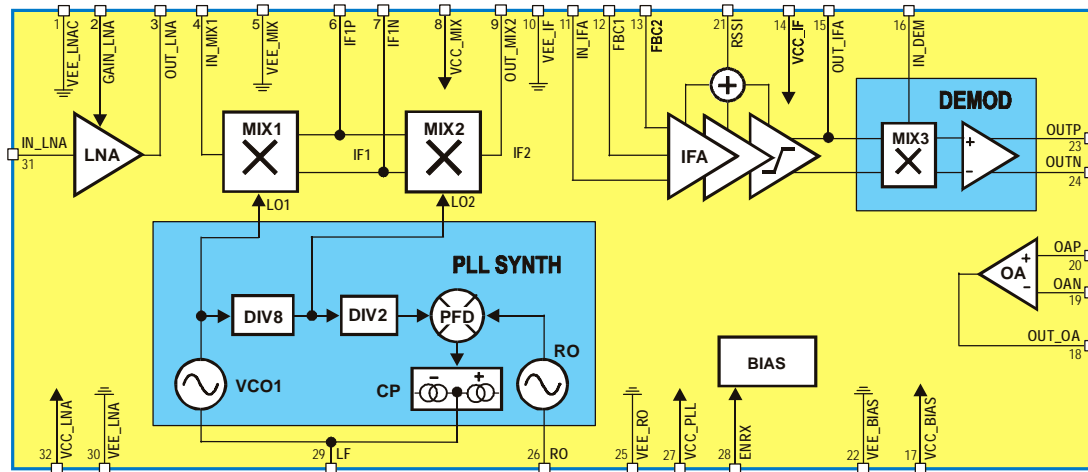 1 2 3 4 5 6 7 8 9 10 11 12 13 21 14 15 16
VEE_LNAC
GAIN_LNA
OUT_LNA
IN_MIX1
VEE_MIX
IF1P
IF1N
VCC_MIX
OUT_MIX2
VEE_IF
IN_IFA
FBC1
FBC2
RSSI
VCC_IF
OUT_IFA
IN_DEM
IN_LNA
31
LNA
MIX1
IF1
MIX2
IF2
LO1
LO2
+
IFA
DEMOD
MIX3
+
-
OUTP
23
OUTN
24
PLL SYNTH
DIV8
DIV2
PFD
RO
VCO1
CP
- +
BIAS
OAP
20
OA
+
-
OAN
19
OUT_OA
18
32 VCC_LNA
30 VEE_LNA
29 LF
26 RO
25 VEE_RO
27 VCC_PLL
28 ENRX
22 VEE_BIAS
17 VCC_BIAS